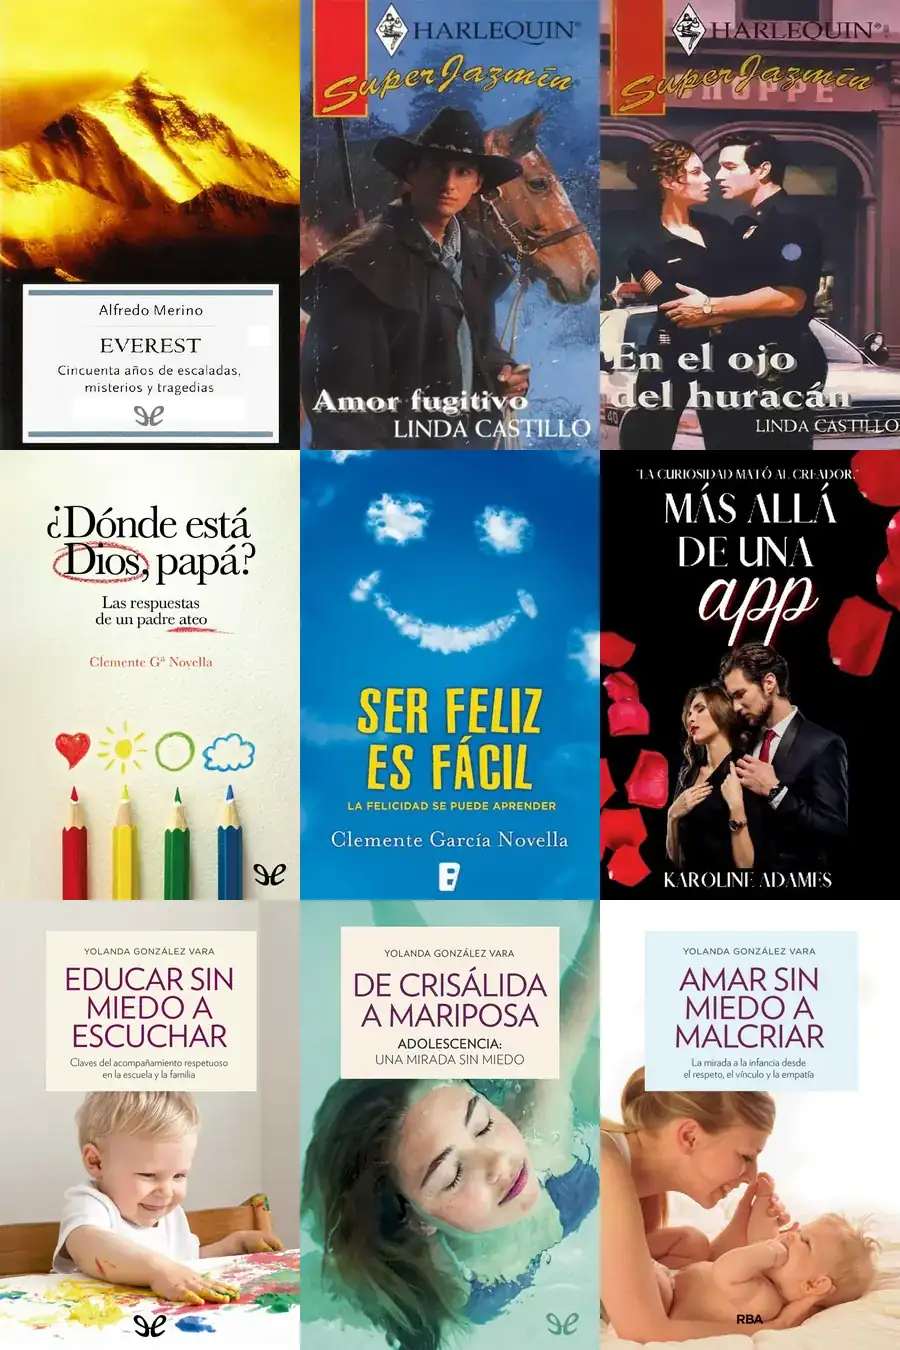 Alfredo Merino
EVEREST
Cincuenta años de escaladas,
misterios y tragedias
HARLEQUIN®
SuperJazmín
Amor fugitivo
LINDA CASTILLO
HARLEQUIN®
SuperJazmín
HOPPE
En el ojo
del huracán
LINDA CASTILLO
¿Dónde está
Dios, papá?
Las respuestas
de un padre ateo
Clemente Gª Novella
SER FELIZ
ES FÁCIL
LA FELICIDAD SE PUEDE APRENDER
Clemente García Novella
B
"LA CURIOSIDAD MATÓ AL CREADOR."
MÁS ALLÁ
DE UNA
app
KAROLINE ADAMES
YOLANDA GONZÁLEZ VARA
EDUCAR SIN
MIEDO A
ESCUCHAR
Claves del acompañamiento respetuoso
en la escuela y la familia
YOLANDA GONZÁLEZ VARA
DE CRISÁLIDA
A MARIPOSA
ADOLESCENCIA:
UNA MIRADA SIN MIEDO
YOLANDA GONZÁLEZ VARA
AMAR SIN
MIEDO A
MALCRIAR
La mirada a la infancia desde
el respeto, el vínculo y la empatía
RBA